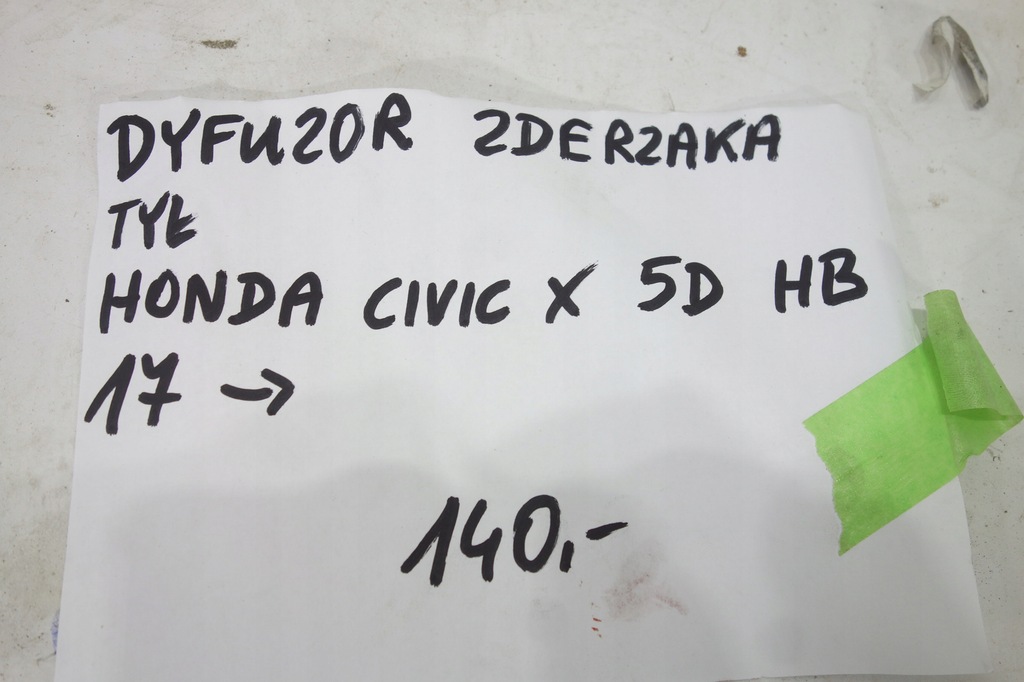 DYFUZOR ZDERZAKA
TYŁ
HONDA CIVIC X 5D HB
17 →
140,-